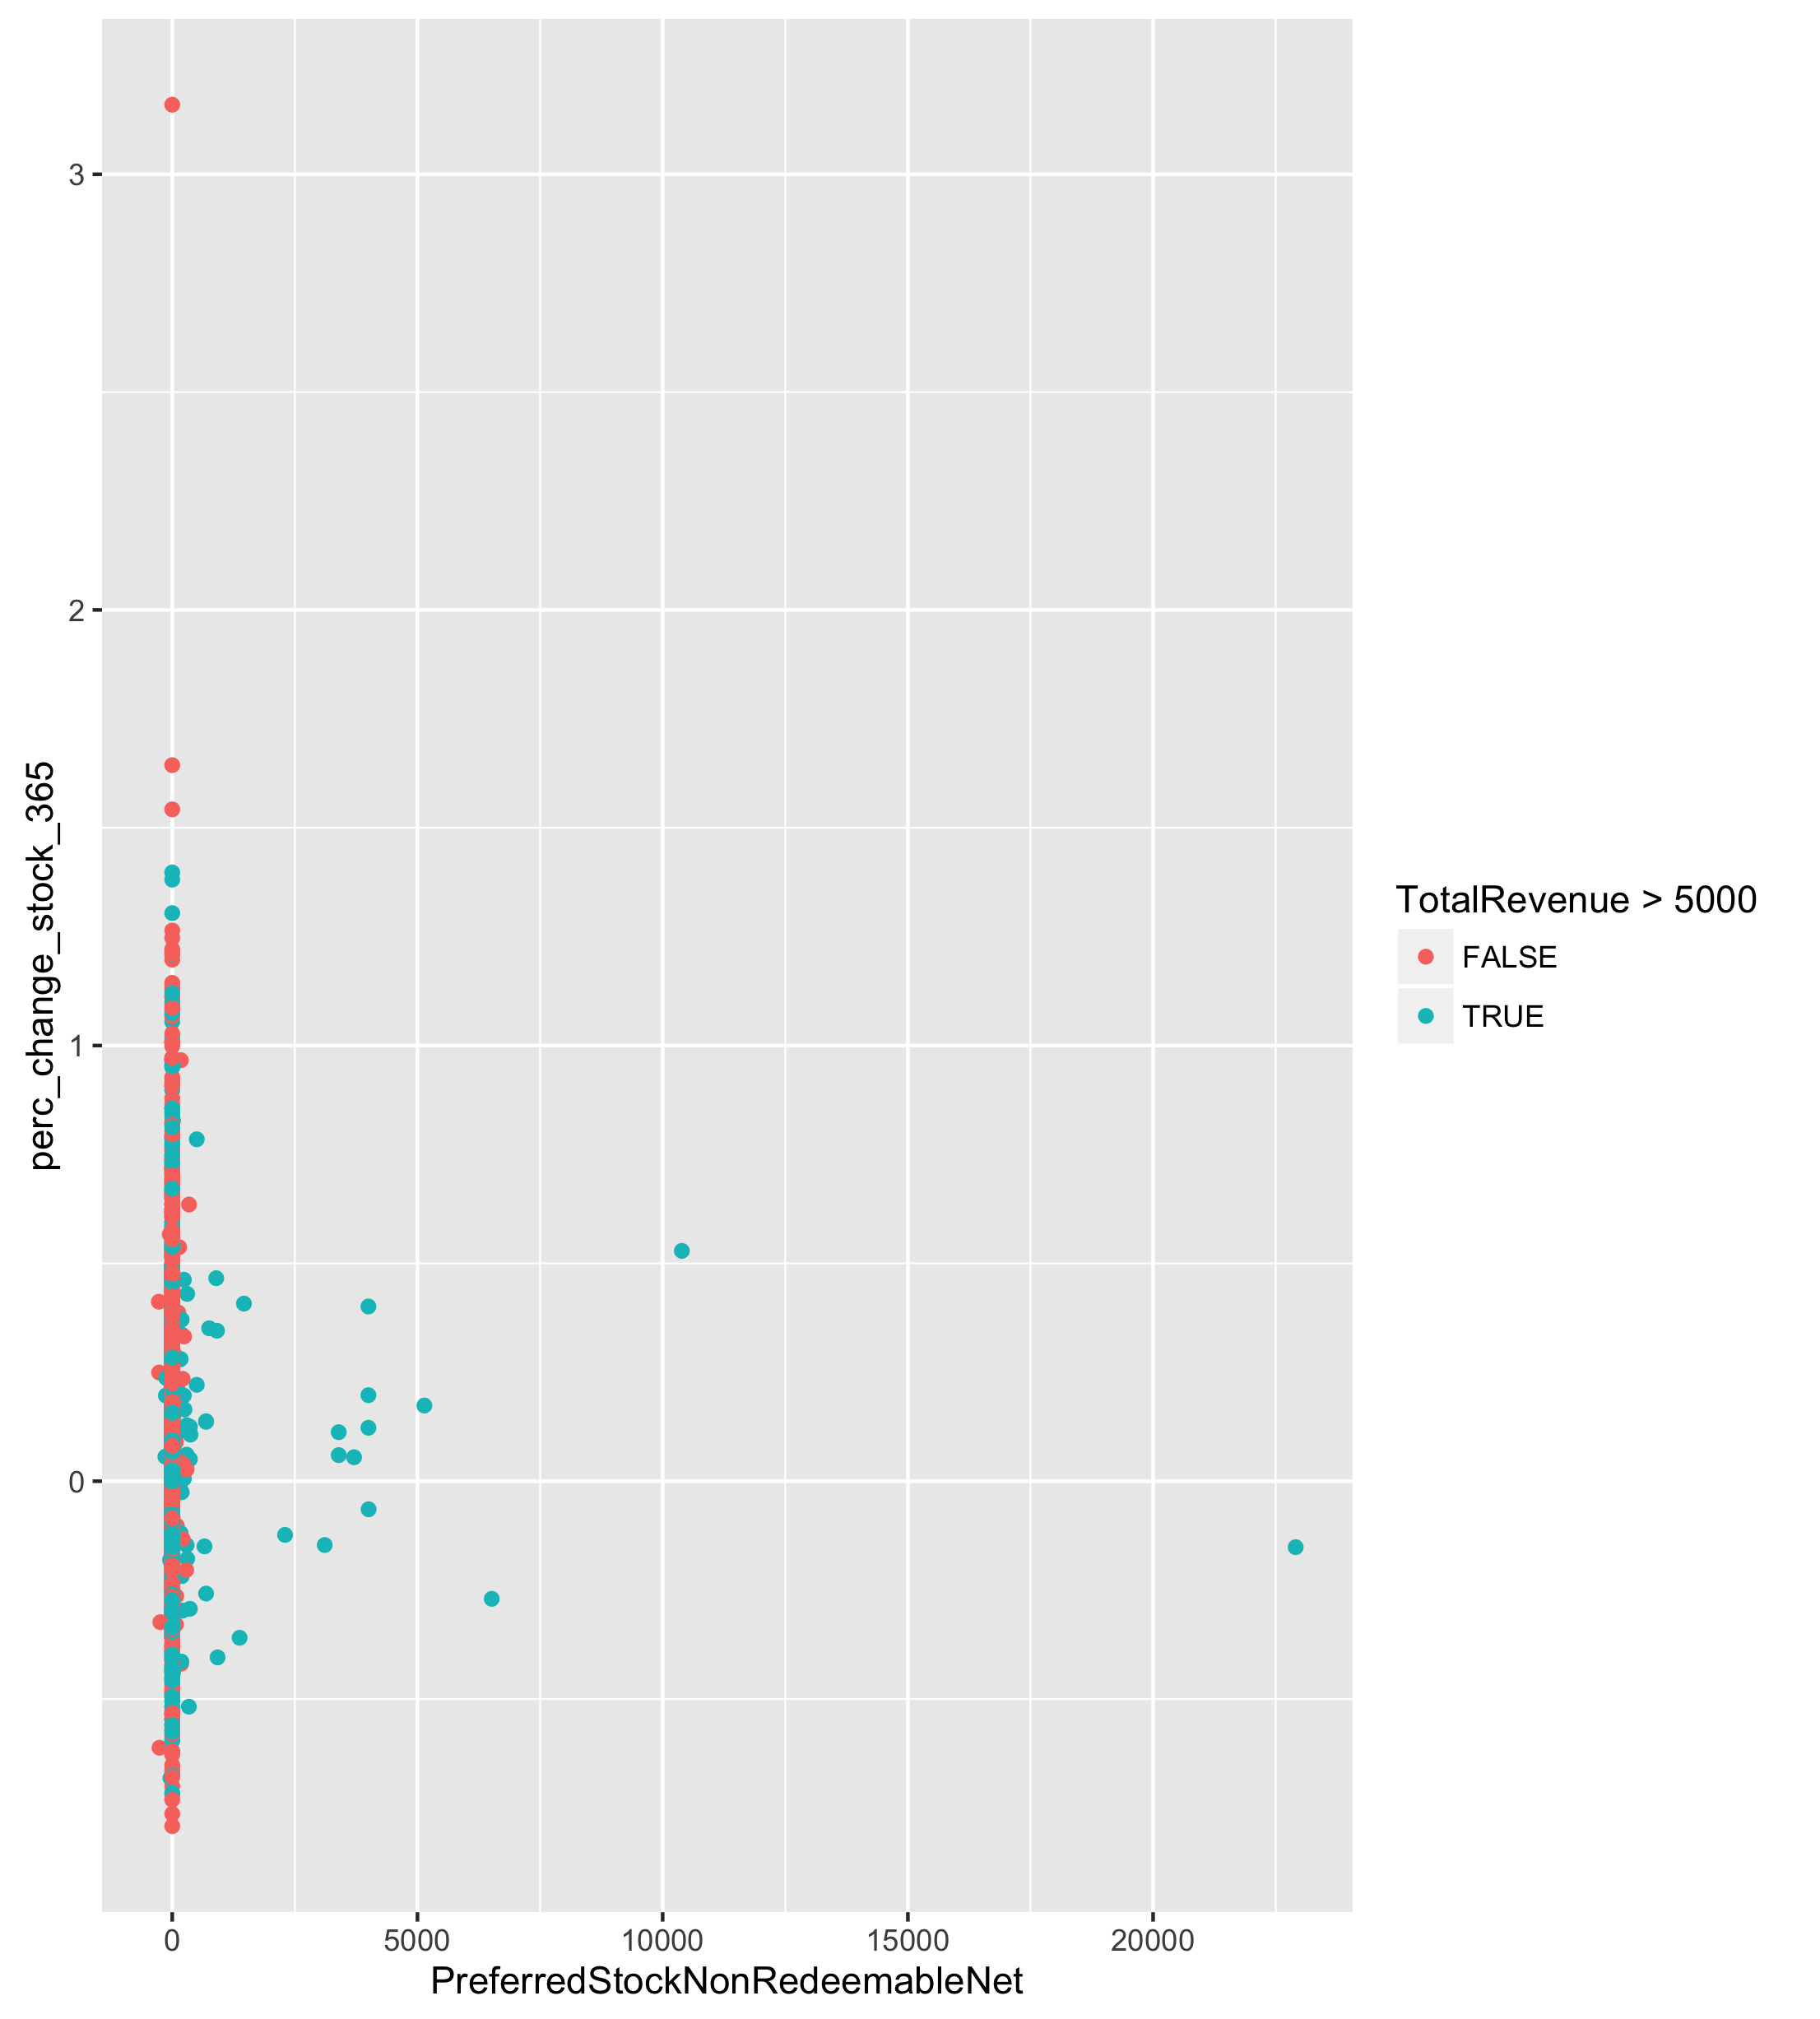 3
2
1
0
perc_change_stock_365
0 5000 10000 15000 20000
PreferredStockNonRedeemableNet
TotalRevenue > 5000
FALSE
TRUE